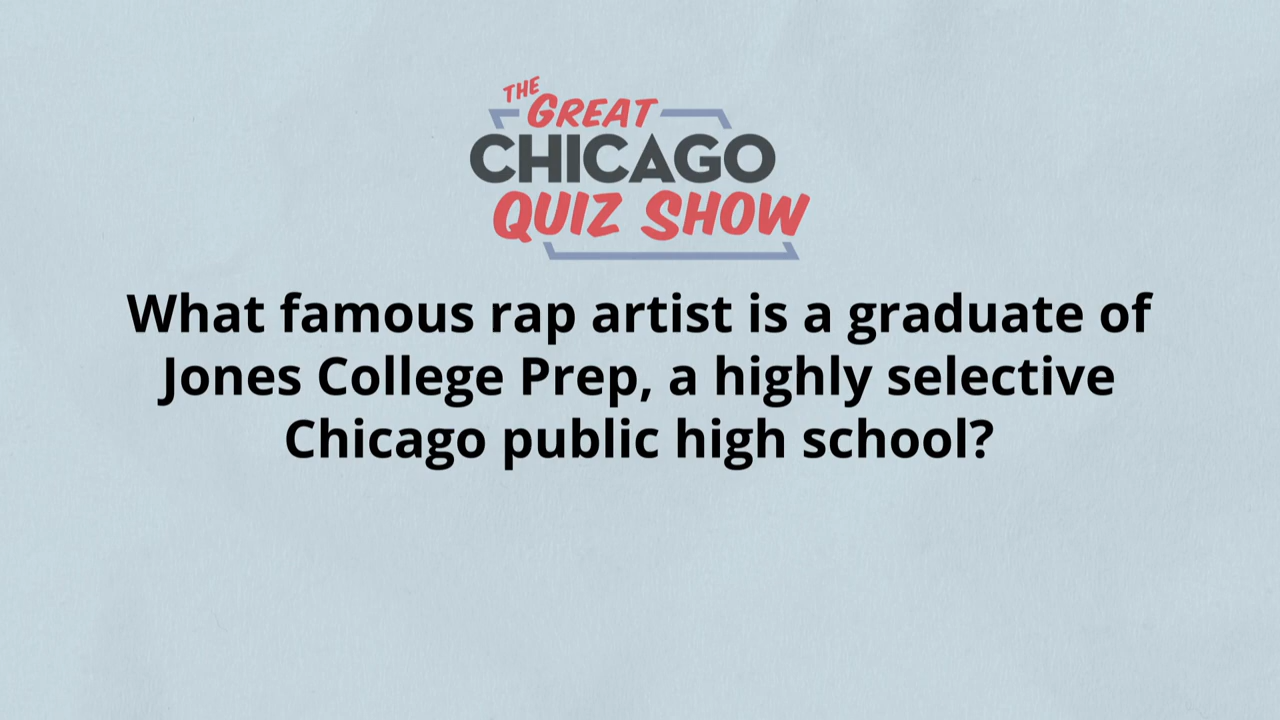 THE
GREAT
CHICAGO
QUIZ SHOW
What famous rap artist is a graduate of
Jones College Prep, a highly selective
Chicago public high school?